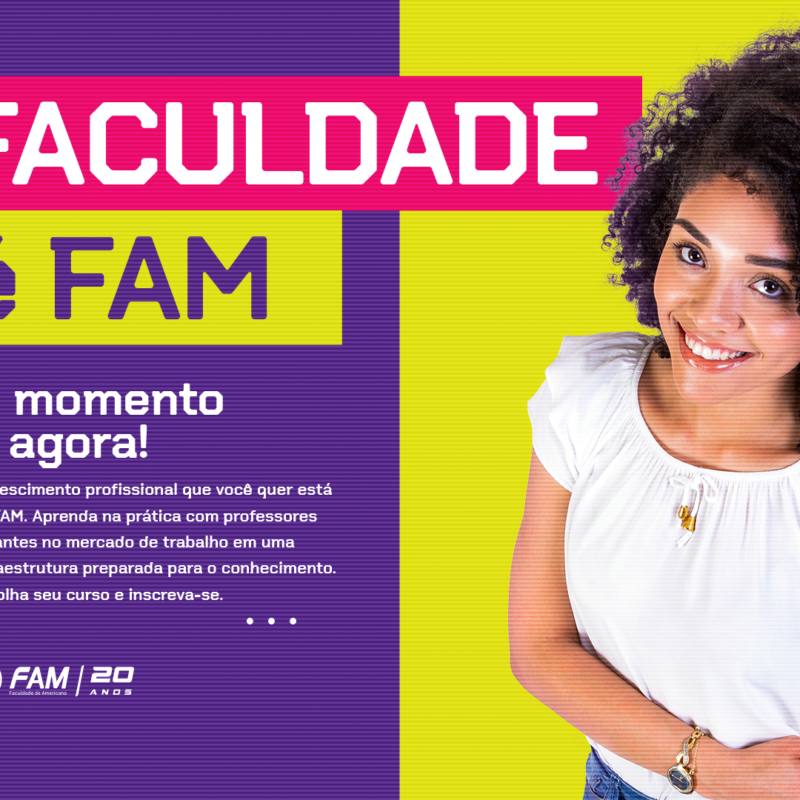 FACULDADE
é FAM
momento
agora!
escimento profissional que você quer está
FAM. Aprenda na prática com professores
antes no mercado de trabalho em uma
aestrutura preparada para o conhecimento.
olha seu curso e inscreva-se.
FAM 20
Faculdade de Americana ANOS